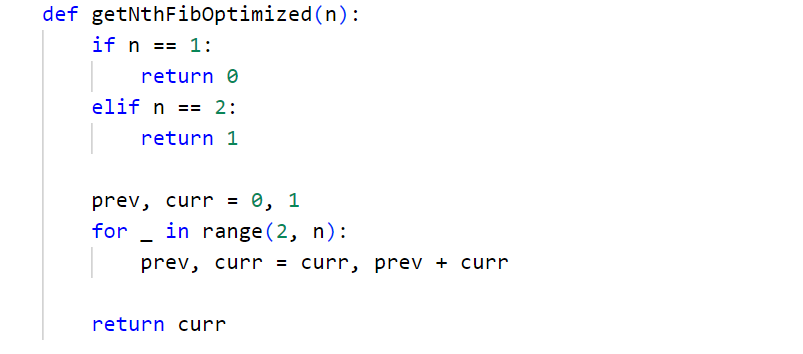 def getNthFibOptimized(n):
    if n == 1:
        return 0
    elif n == 2:
        return 1
    prev, curr = 0, 1
    for _ in range(2, n):
        prev, curr = curr, prev + curr
    return curr